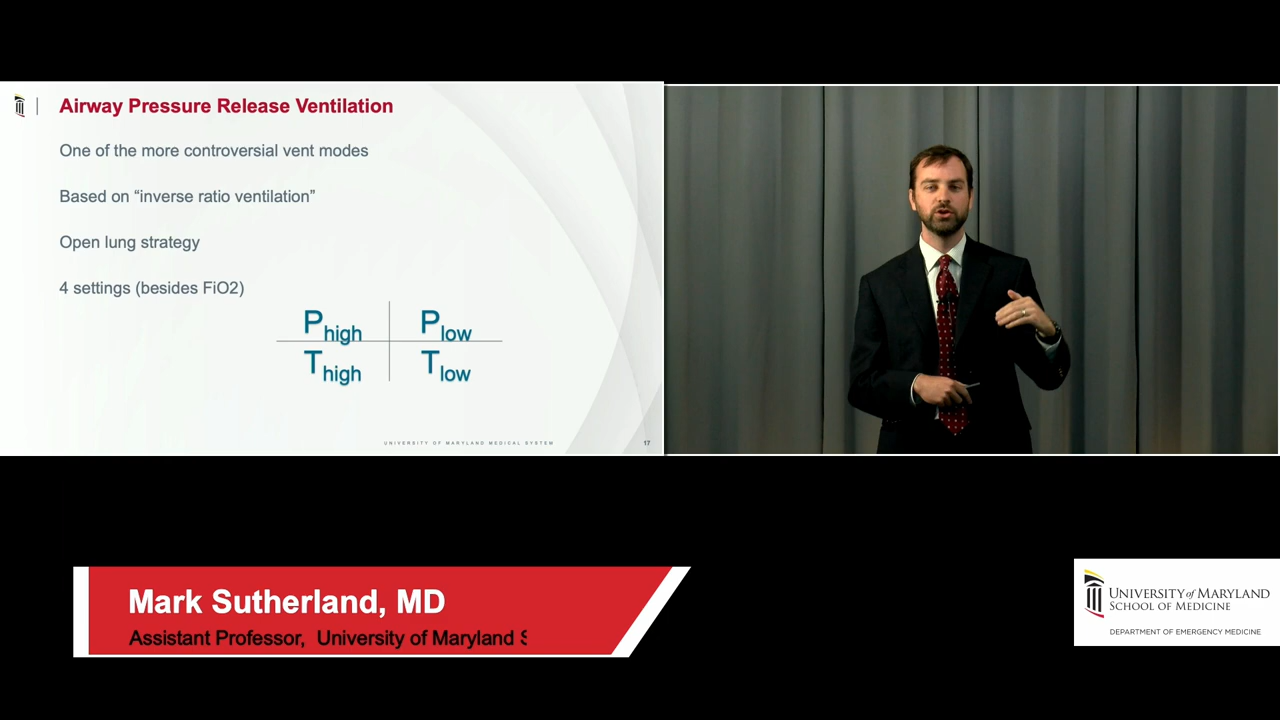 Airway Pressure Release Ventilation
One of the more controversial vent modes
Based on “inverse ratio ventilation”
Open lung strategy
4 settings (besides FiO2)
Phigh Plow
Thigh Tlow
UNIVERSITY OF MARYLAND MEDICAL SYSTEM 17
Mark Sutherland, MD
Assistant Professor, University of Maryland
UNIVERSITY of MARYLAND
SCHOOL OF MEDICINE
DEPARTMENT OF EMERGENCY MEDICINE